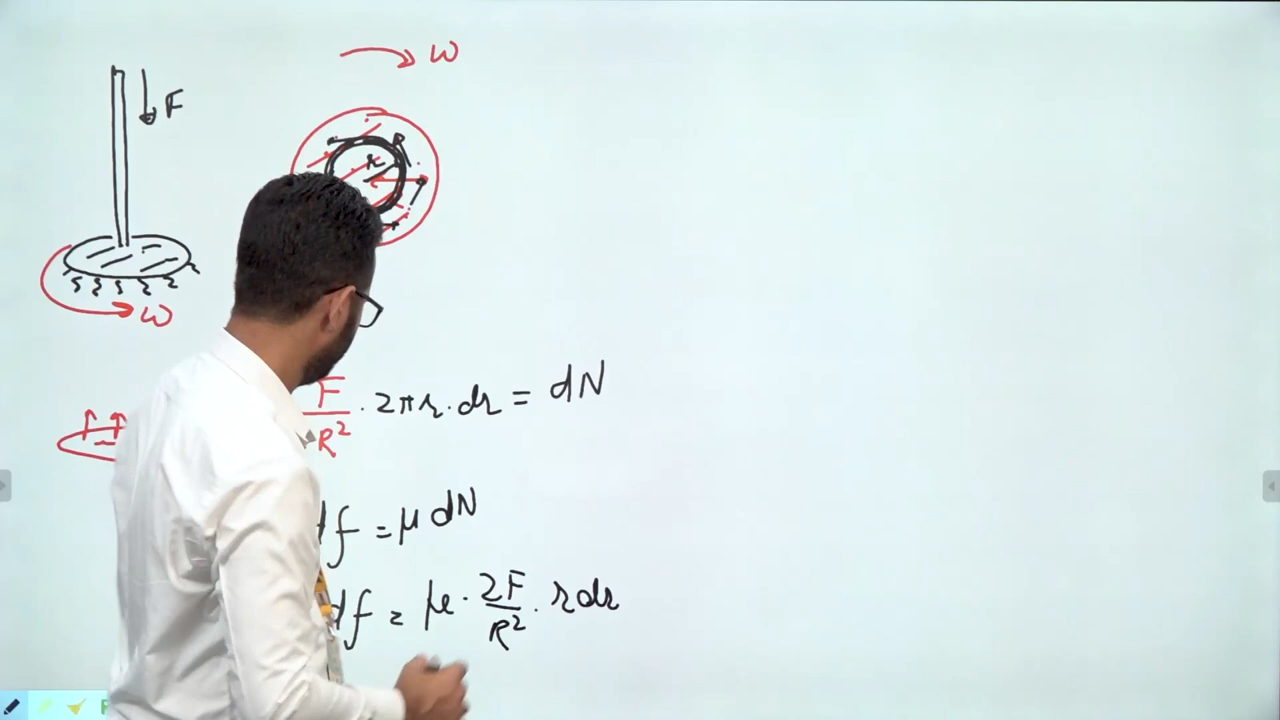 ω
F
R
r
ω
F/R² · 2πr · dr = dN
df = μ dN
df = μ · 2F/R² · r dr